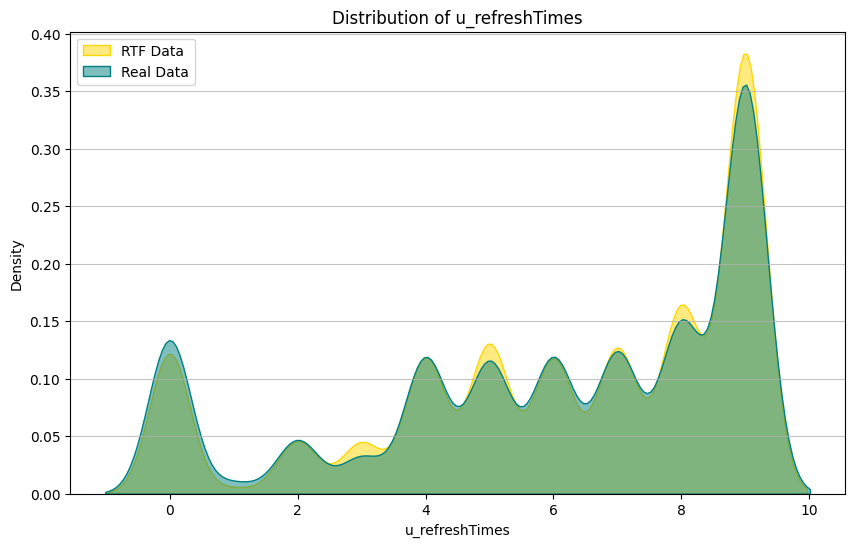 Distribution of u_refreshTimes
RTF Data
Real Data
0.40
0.35
0.30
0.25
0.20
0.15
0.10
0.05
0.00
Density
0 2 4 6 8 10
u_refreshTimes